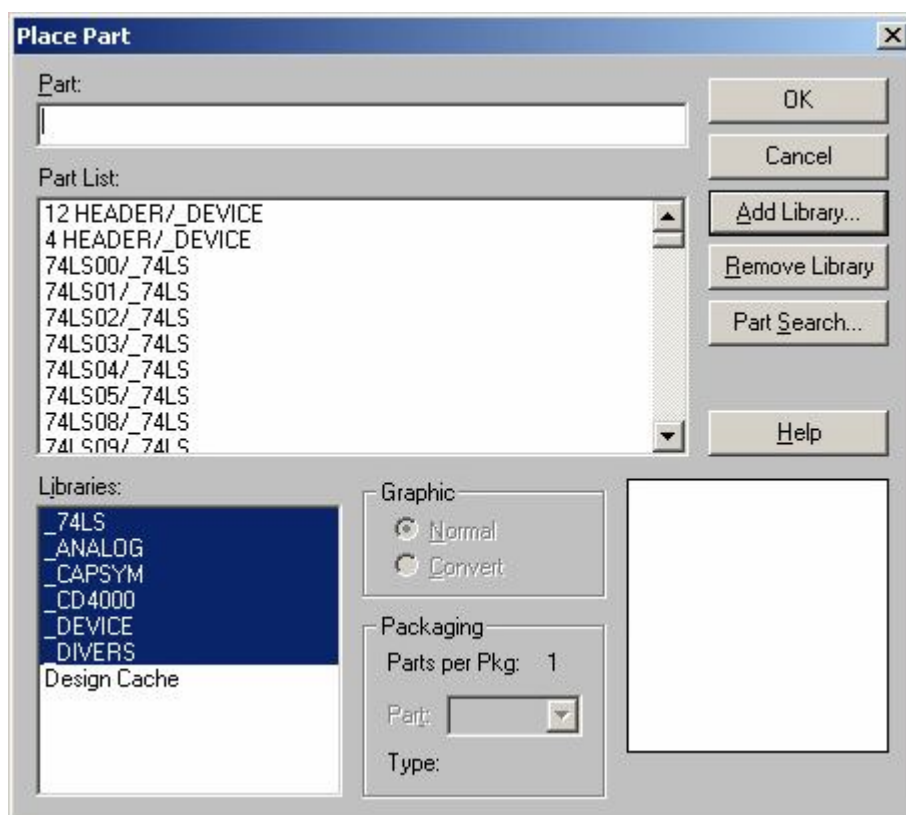 Place Part
Part:
OK
Cancel
Part List:
12 HEADER/_DEVICE
4 HEADER/_DEVICE
74LS00/_74LS
74LS01/_74LS
74LS02/_74LS
74LS03/_74LS
74LS04/_74LS
74LS05/_74LS
74LS08/_74LS
74LS09/_74LS
Add Library...
Remove Library
Part Search...
Help
Libraries:
_74LS
_ANALOG
_CAPSYM
_CD4000
_DEVICE
_DIVERS
Design Cache
Graphic
Normal
Convert
Packaging
Parts per Pkg: 1
Part:
Type: